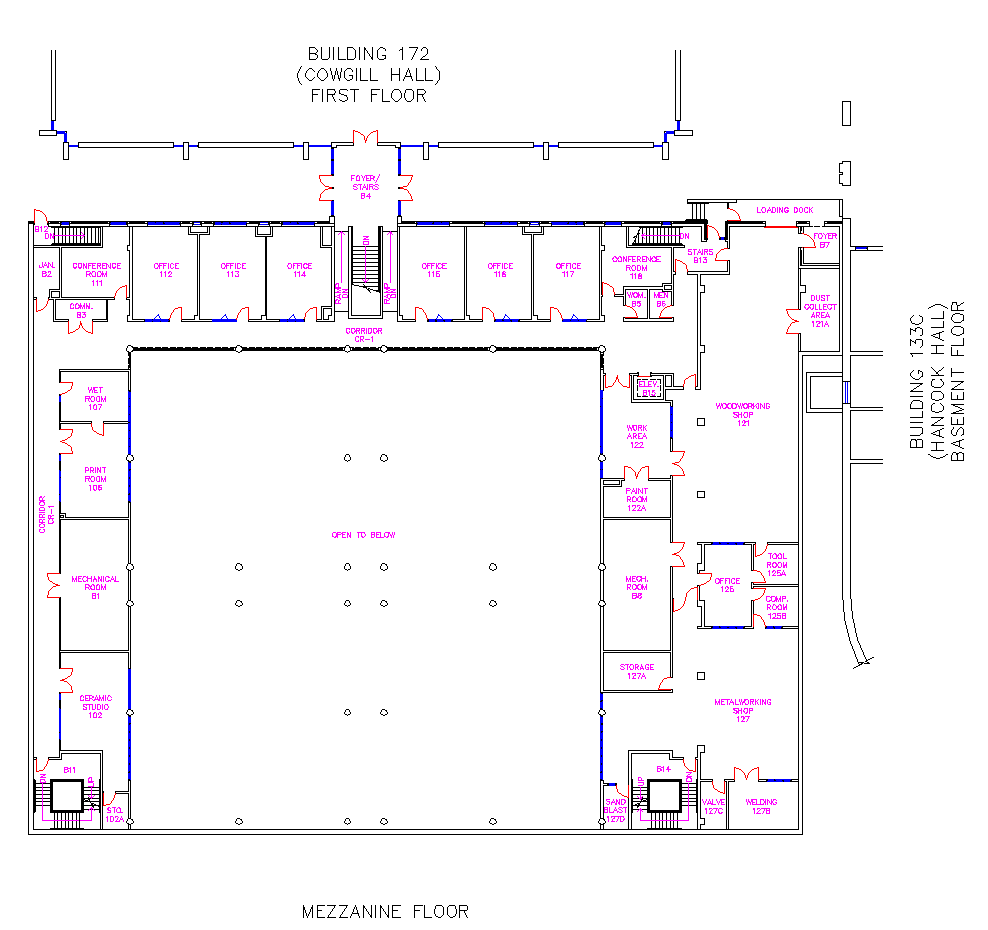 BUILDING 172
(COWGILL HALL)
FIRST FLOOR
FOYER/
STAIRS
B4
LOADING DOCK
B12
DN
DN
DN
STAIRS
B13
FOYER
B7
JAN.
B2
CONFERENCE
ROOM
111
OFFICE
112
OFFICE
113
OFFICE
114
RAMP
DN
RAMP
DN
OFFICE
115
OFFICE
116
OFFICE
117
CONFERENCE
ROOM
118
WOM.
B5
MEN
B6
COMM.
B3
DUST
COLLECT
AREA
121A
CORRIDOR
CR-1
BUILDING 133C
(HANCOCK HALL)
BASEMENT FLOOR
WET
ROOM
107
ELEV.
B15
WOODWORKING
SHOP
121
WORK
AREA
122
PRINT
ROOM
106
PAINT
ROOM
122A
CORRIDOR
CR-1
OPEN TO BELOW
MECHANICAL
ROOM
B1
MECH.
ROOM
B8
OFFICE
125
TOOL
ROOM
125A
COMP.
ROOM
125B
STORAGE
127A
CERAMIC
STUDIO
102
METALWORKING
SHOP
127
B11
DN
UP
STO.
102A
B14
UP
DN
SAND
BLAST
127D
VALVE
127C
WELDING
127B
MEZZANINE FLOOR